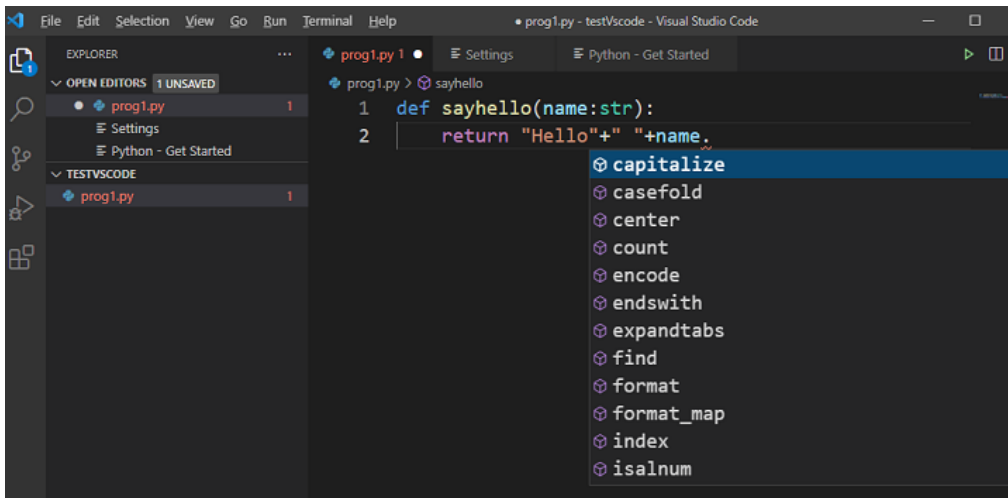 File Edit Selection View Go Run Terminal Help ● prog1.py - testVscode - Visual Studio Code
EXPLORER ···
OPEN EDITORS 1 UNSAVED
● prog1.py 1
Settings
Python - Get Started
TESTVSCODE
prog1.py 1
1
prog1.py 1 ● Settings Python - Get Started
prog1.py > sayhello
1 def sayhello(name:str):
2 return "Hello"+" "+name.
capitalize
casefold
center
count
encode
endswith
expandtabs
find
format
format_map
index
isalnum